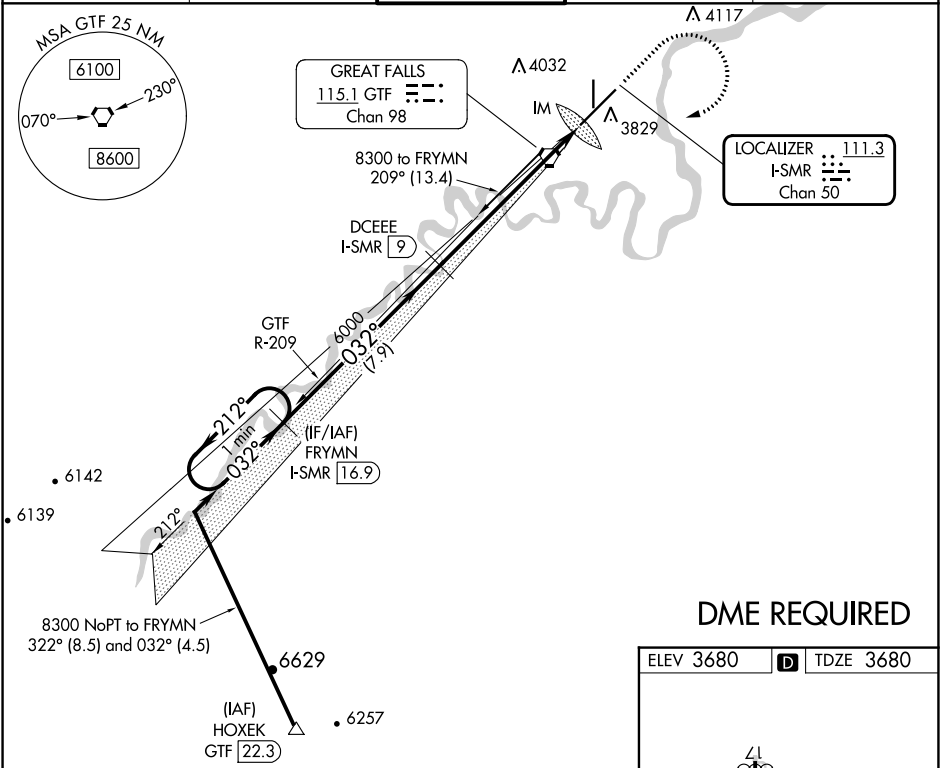 MSA GTF 25 NM
6100
070°
230°
8600
GREAT FALLS
115.1 GTF
Chan 98
4032
4117
IM
3829
LOCALIZER 111.3
I-SMR
Chan 50
8300 to FRYMN
209° (13.4)
DCEEE
I-SMR 9
GTF
R-209
6000
032°
(7.9)
212°
1 min
032°
(IF/IAF)
FRYMN
I-SMR 16.9
6142
6139
212°
8300 NoPT to FRYMN
322° (8.5) and 032° (4.5)
6629
(IAF)
HOXEK
GTF 22.3
6257
DME REQUIRED
ELEV 3680 D TDZE 3680
17